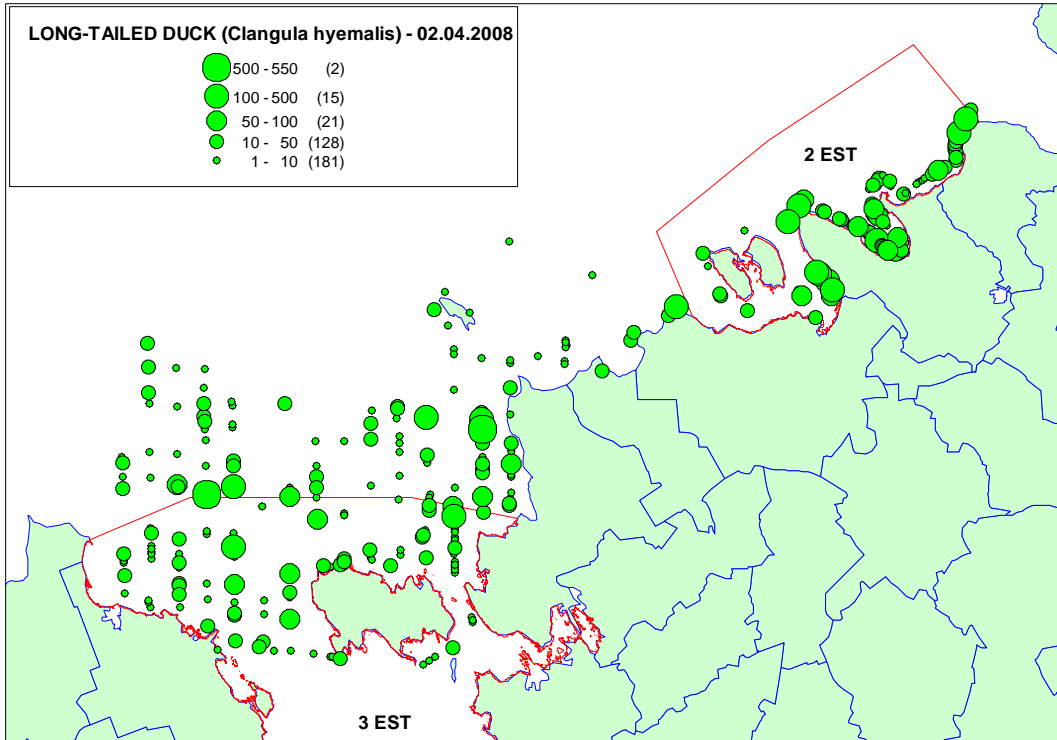 LONG-TAILED DUCK (Clangula hyemalis) - 02.04.2008
500 - 550 (2)
100 - 500 (15)
50 - 100 (21)
10 - 50 (128)
1 - 10 (181)
2 EST
3 EST